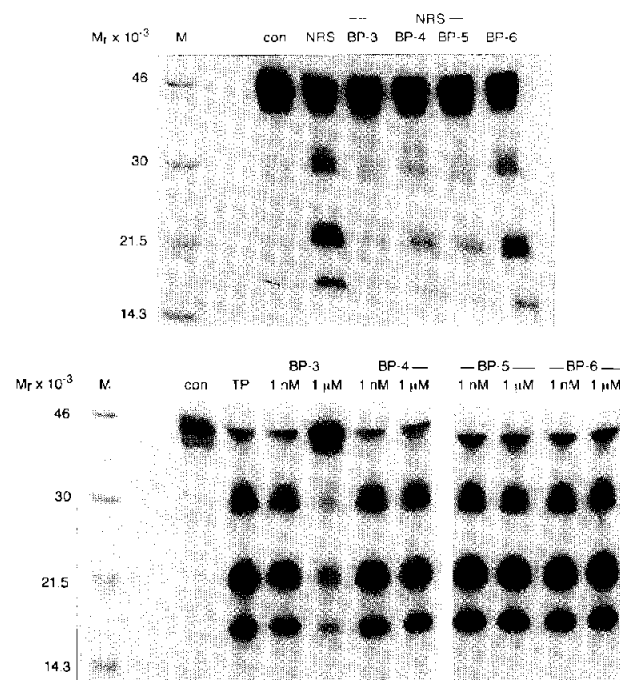 NRS
Mr x 10-3 M con NRS BP-3 BP-4 BP-5 BP-6
46
30
21.5
14.3
BP-3 BP-4 BP-5 BP-6
Mr x 10-3 M con TP 1 nM 1 µM 1 nM 1 µM 1 nM 1 µM 1 nM 1 µM
46
30
21.5
14.3